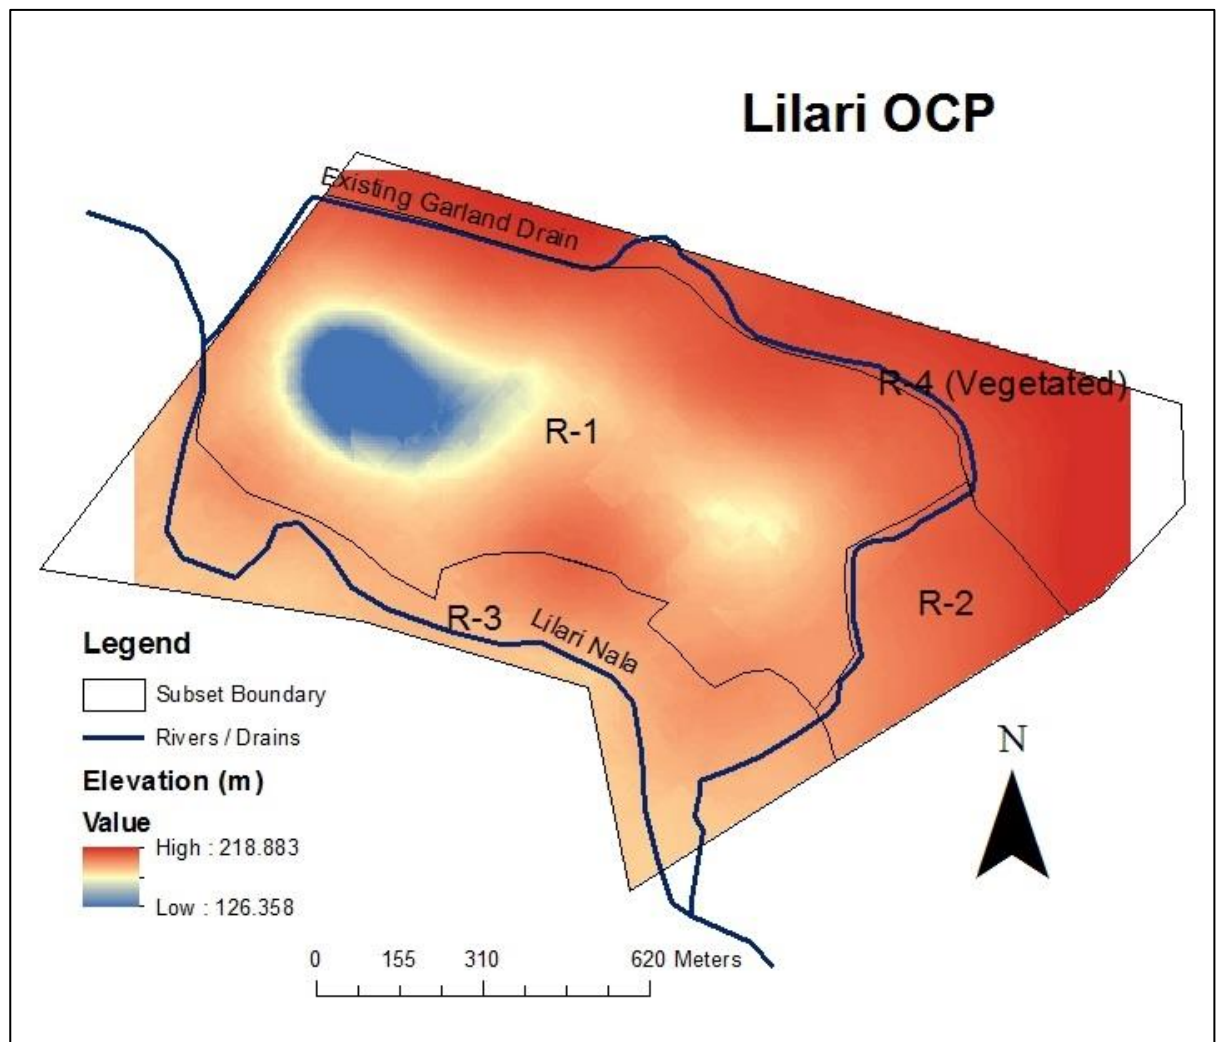 Lilari OCP
Existing Garland Drain
R-4 (Vegetated)
R-1
R-2
R-3
Lilari Nala
Legend
Subset Boundary
Rivers / Drains
Elevation (m)
Value
High : 218.883
Low : 126.358
N
0 155 310 620 Meters